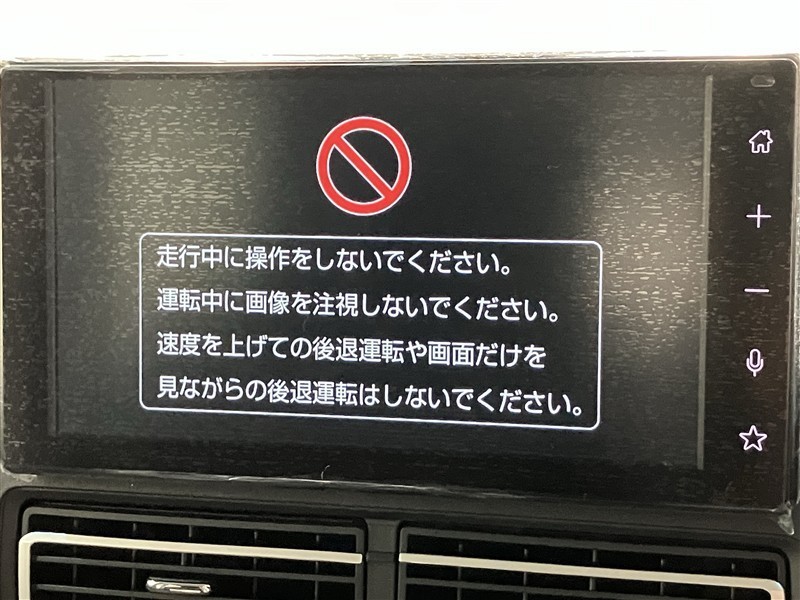 走行中に操作をしないでください。
運転中に画像を注視しないでください。
速度を上げての後退運転や画面だけを
見ながらの後退運転はしないでください。